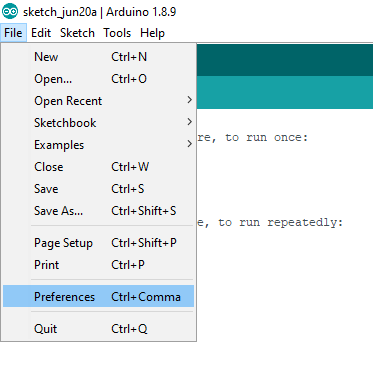 sketch_jun20a | Arduino 1.8.9
File Edit Sketch Tools Help
New Ctrl+N
Open... Ctrl+O
Open Recent
Sketchbook
Examples
re, to run once:
Close Ctrl+W
Save Ctrl+S
Save As... Ctrl+Shift+S
e, to run repeatedly:
Page Setup Ctrl+Shift+P
Print Ctrl+P
Preferences Ctrl+Comma
Quit Ctrl+Q